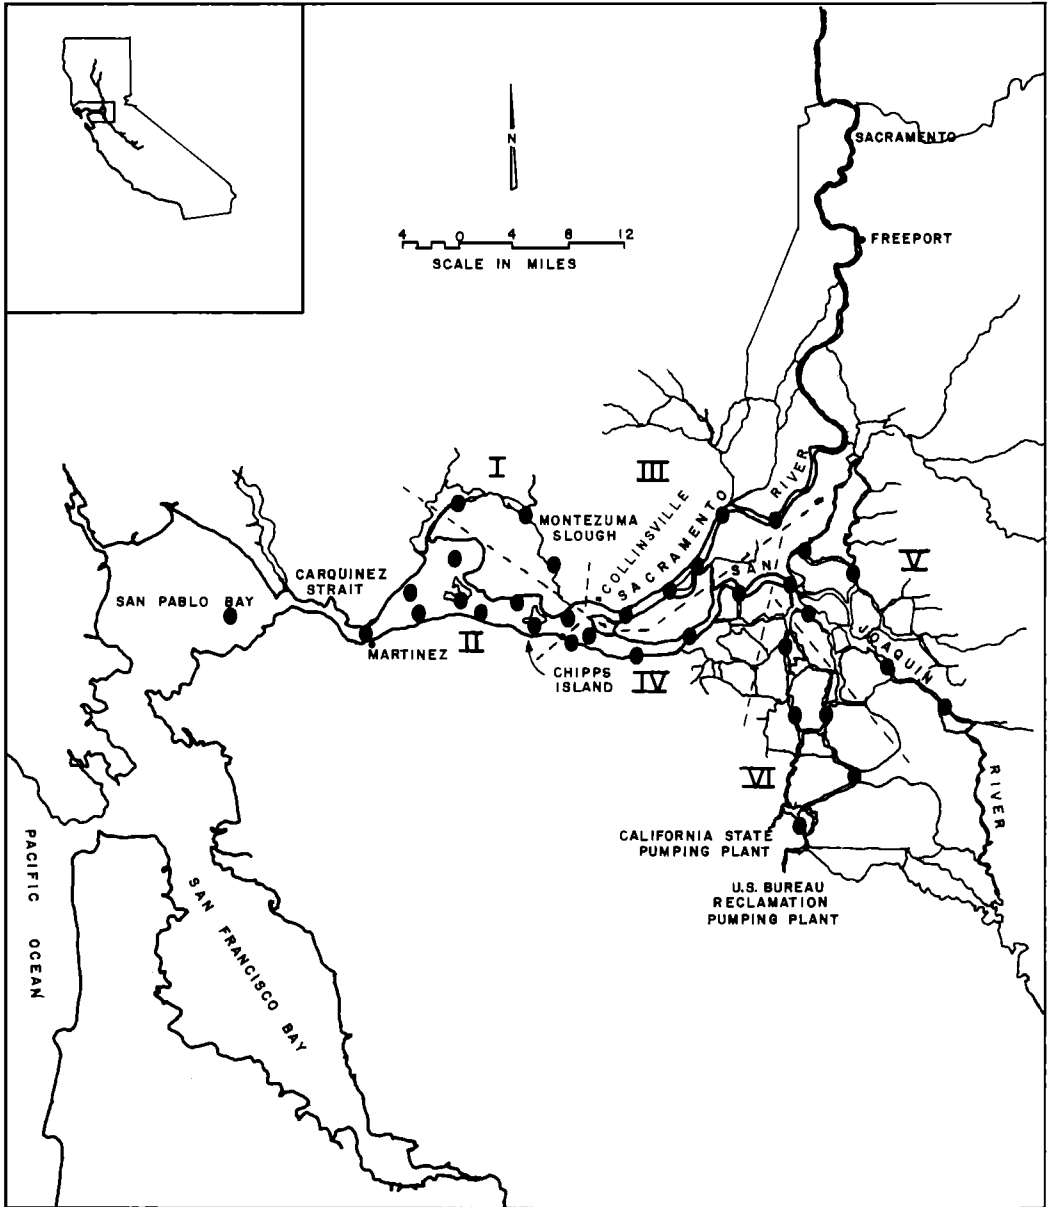 N
4 0 4 8 12
SCALE IN MILES
SACRAMENTO
FREEPORT
I
III
MONTEZUMA
SLOUGH
COLLINSVILLE
SACRAMENTO
RIVER
CARQUINEZ
STRAIT
SAN PABLO BAY
MARTINEZ
II
CHIPPS
ISLAND
IV
SAN
JOAQUIN
RIVER
V
VI
CALIFORNIA STATE
PUMPING PLANT
U.S. BUREAU
RECLAMATION
PUMPING PLANT
PACIFIC
OCEAN
SAN FRANCISCO BAY